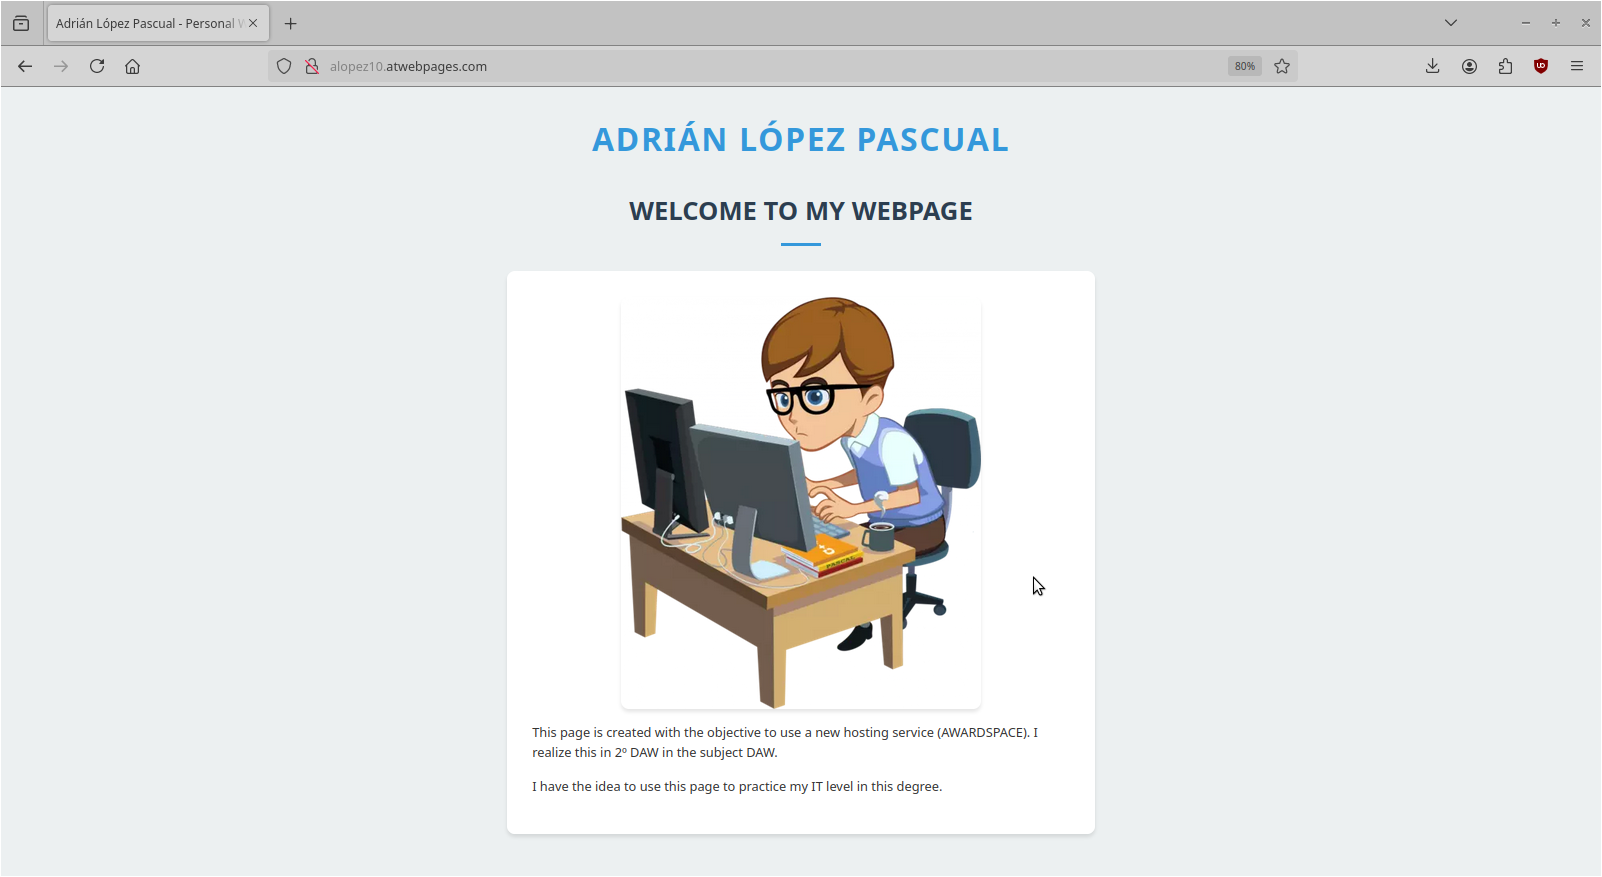 Adrián López Pascual - Personal W
alopez10.atwebpages.com
80%
ADRIÁN LÓPEZ PASCUAL
WELCOME TO MY WEBPAGE
PASCAL
This page is created with the objective to use a new hosting service (AWARDSPACE). I
realize this in 2º DAW in the subject DAW.
I have the idea to use this page to practice my IT level in this degree.